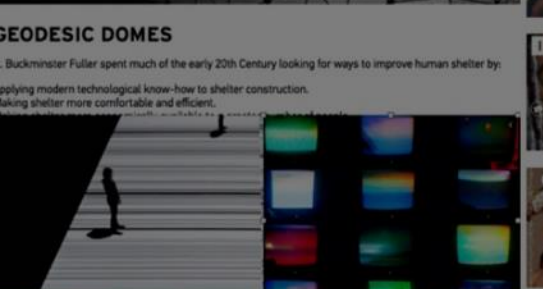 GEODESIC DOMES
. Buckminster Fuller spent much of the early 20th Century looking for ways to improve human shelter by:
pplying modern technological know-how to shelter construction.
aking shelter more comfortable and efficient.